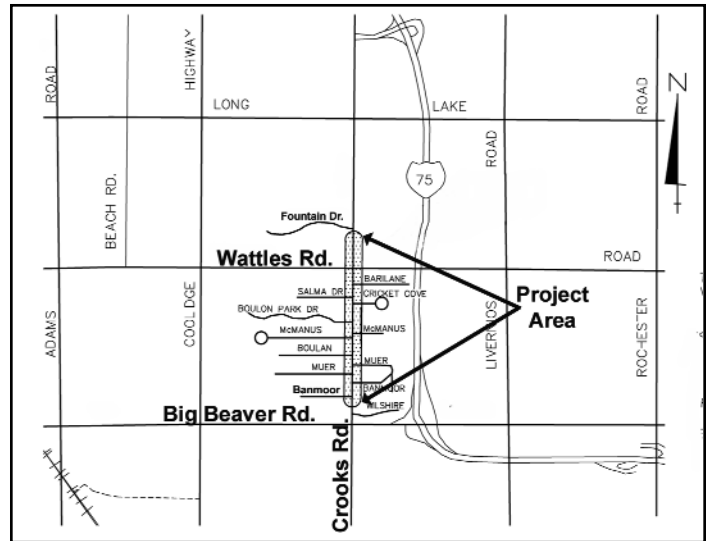 ROAD
HIGHWAY
LONG
LAKE
ROAD
ROAD
N
75
BEACH RD.
Fountain Dr.
Wattles Rd.
ROAD
BARILANE
SALMA DR
CRICKET COVE
BOULON PARK DR
Project
Area
McMANUS
McMANUS
ADAMS
COOLIDGE
LIVERNOIS
ROCHESTER
BOULAN
MUER
MUER
Banmoor
BANMOOR
WILSHIRE
Big Beaver Rd.
Crooks Rd.